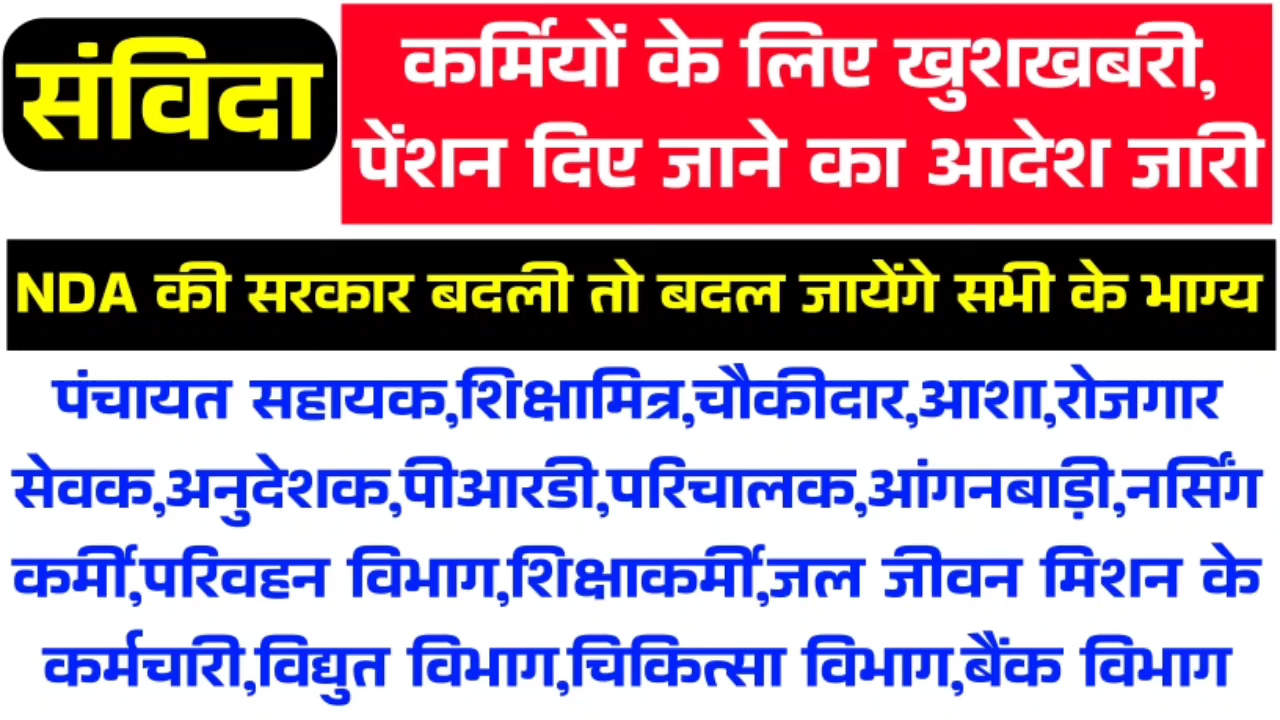 संविदा
कर्मियों के लिए खुशखबरी,
पेंशन दिए जाने का आदेश जारी
NDA की सरकार बदली तो बदल जायेंगे सभी के भाग्य
पंचायत सहायक,शिक्षामित्र,चौकीदार,आशा,रोजगार
सेवक,अनुदेशक,पीआरडी,परिचालक,आंगनबाड़ी,नर्सिंग
कर्मी,परिवहन विभाग,शिक्षाकर्मी,जल जीवन मिशन के
कर्मचारी,विद्युत विभाग,चिकित्सा विभाग,बैंक विभाग